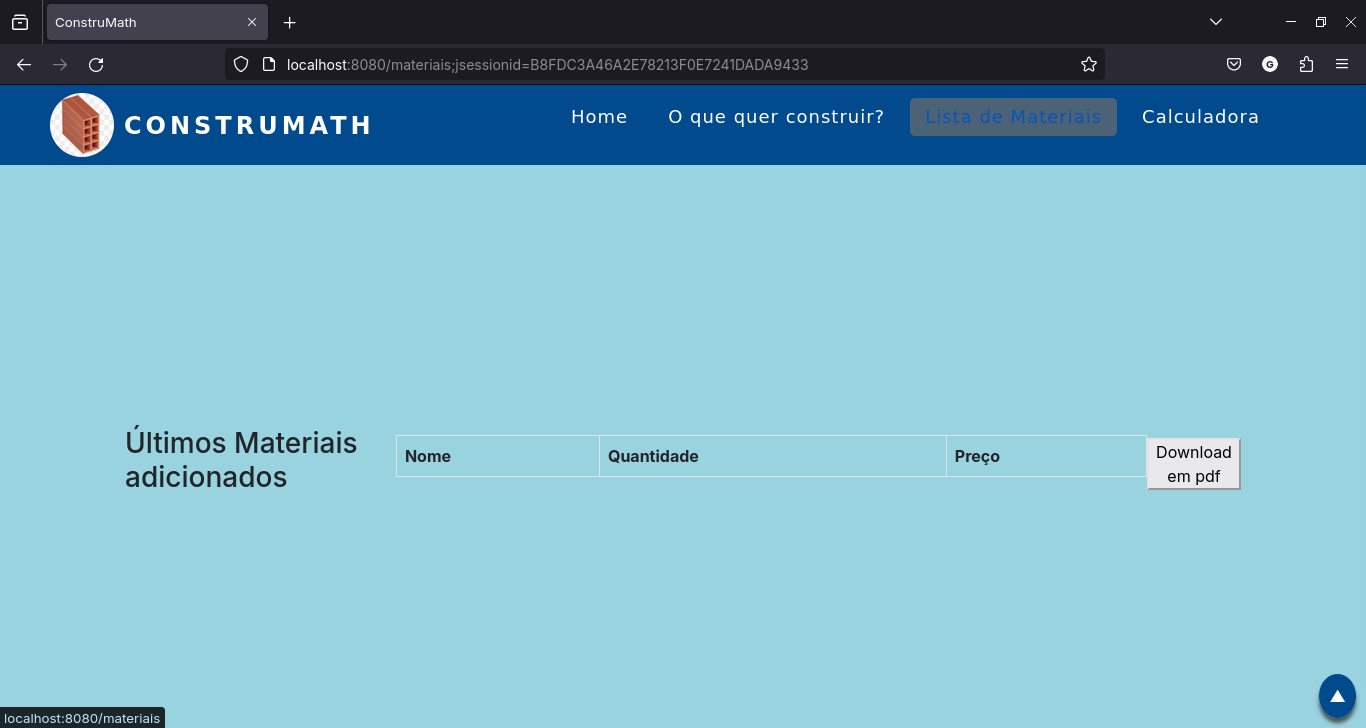 ConstruMath
localhost:8080/materiais;jsessionid=B8FDC3A46A2E78213F0E7241DADA9433
G
CONSTRUMATH
Home
O que quer construir?
Lista de Materiais
Calculadora
Últimos Materiais
adicionados
Nome
Quantidade
Preço
Download
em pdf
localhost:8080/materiais